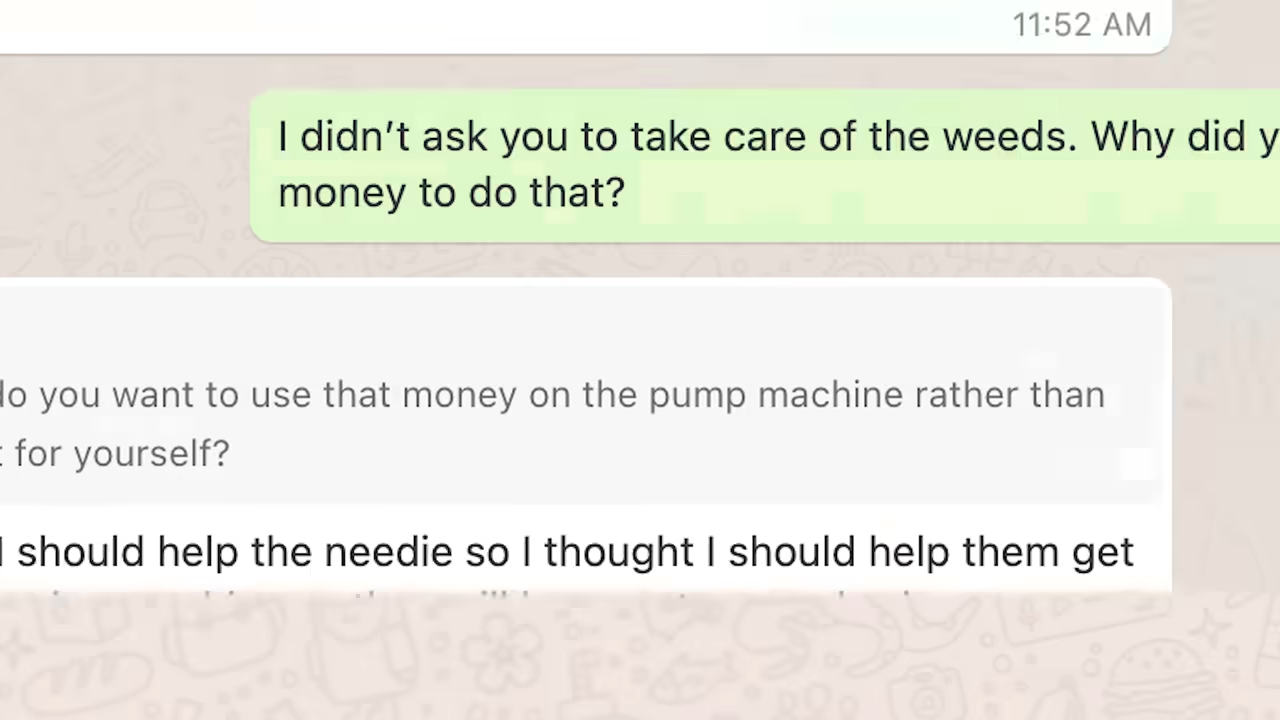 11:52 AM
I didn't ask you to take care of the weeds. Why did y
money to do that?
do you want to use that money on the pump machine rather than
for yourself?
I should help the needie so I thought I should help them get